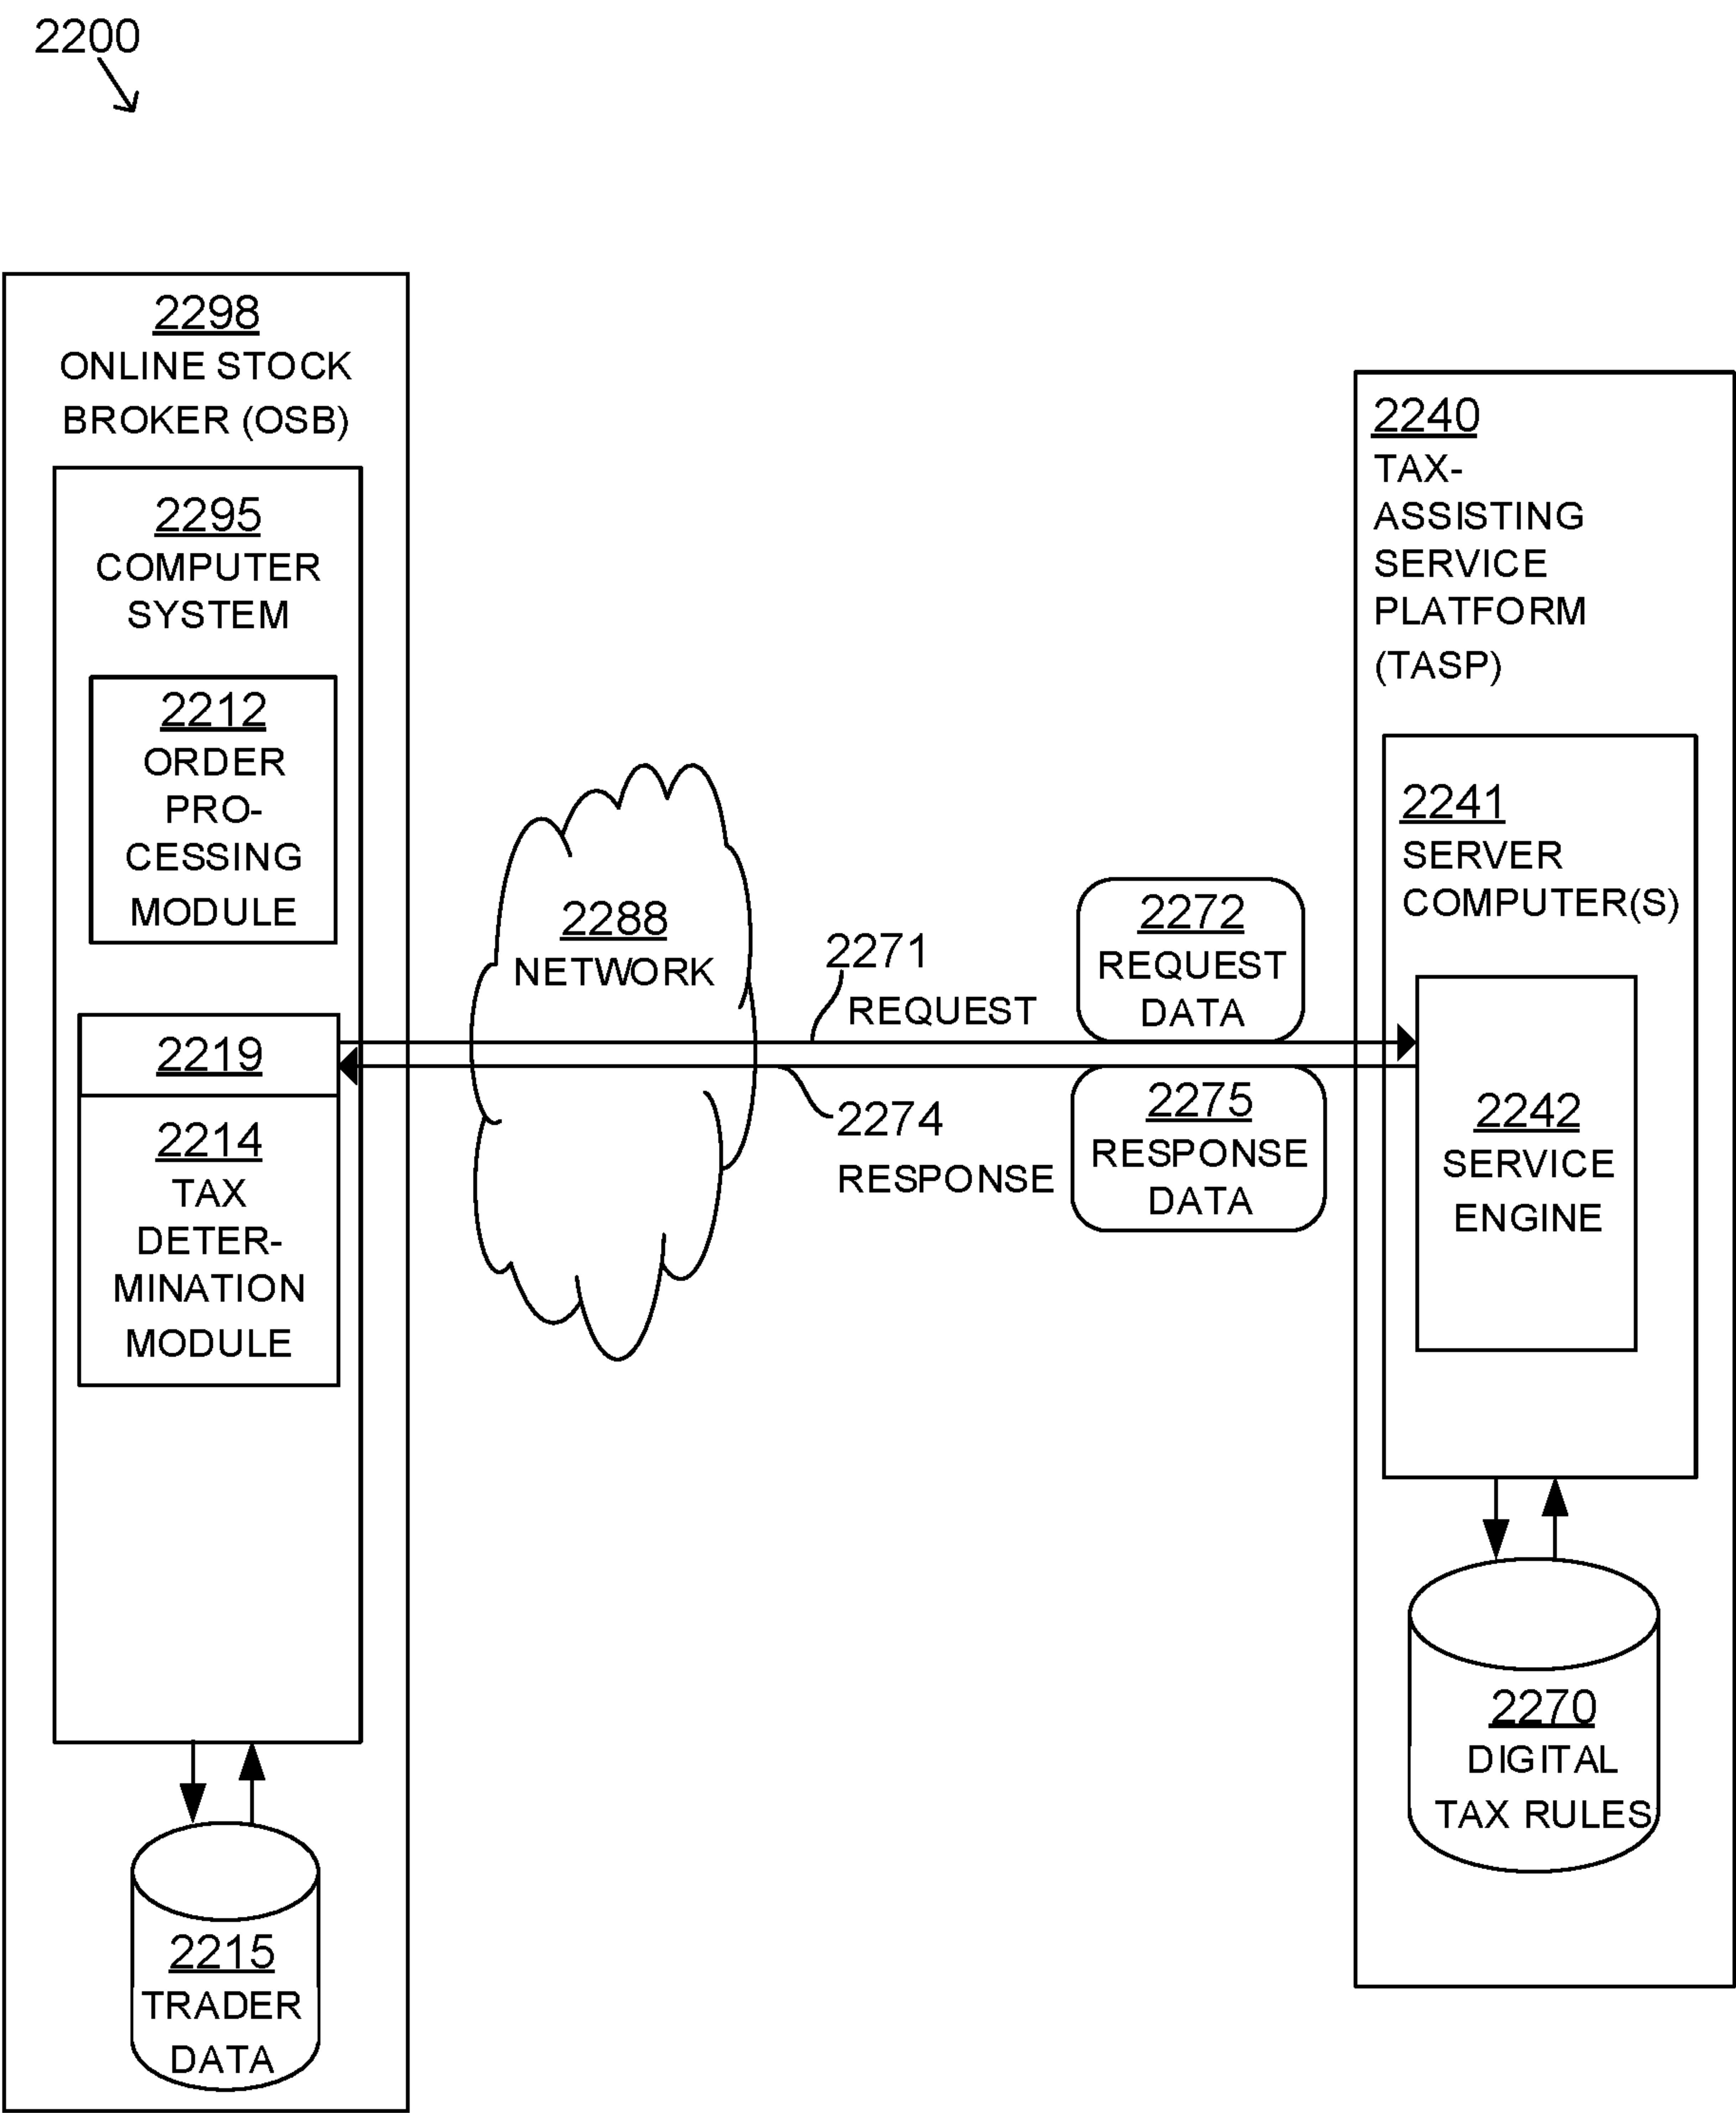 2200
2298
ONLINE STOCK
BROKER (OSB)
2295
COMPUTER
SYSTEM
2212
ORDER
PRO-
CESSING
MODULE
2219
2214
TAX
DETER-
MINATION
MODULE
2215
TRADER
DATA
2288
NETWORK
2271
REQUEST
2272
REQUEST
DATA
2274
RESPONSE
2275
RESPONSE
DATA
2240
TAX-
ASSISTING
SERVICE
PLATFORM
(TASP)
2241
SERVER
COMPUTER(S)
2242
SERVICE
ENGINE
2270
DIGITAL
TAX RULES